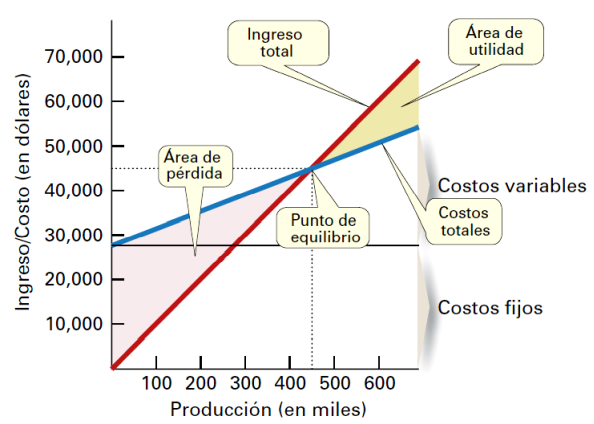 Ingreso
total
Área de
utilidad
70,000
60,000
50,000
40,000
30,000
20,000
10,000
Ingreso/Costo (en dólares)
Área de
pérdida
Punto de
equilibrio
Costos
totales
Costos variables
Costos fijos
100 200 300 400 500 600
Producción (en miles)